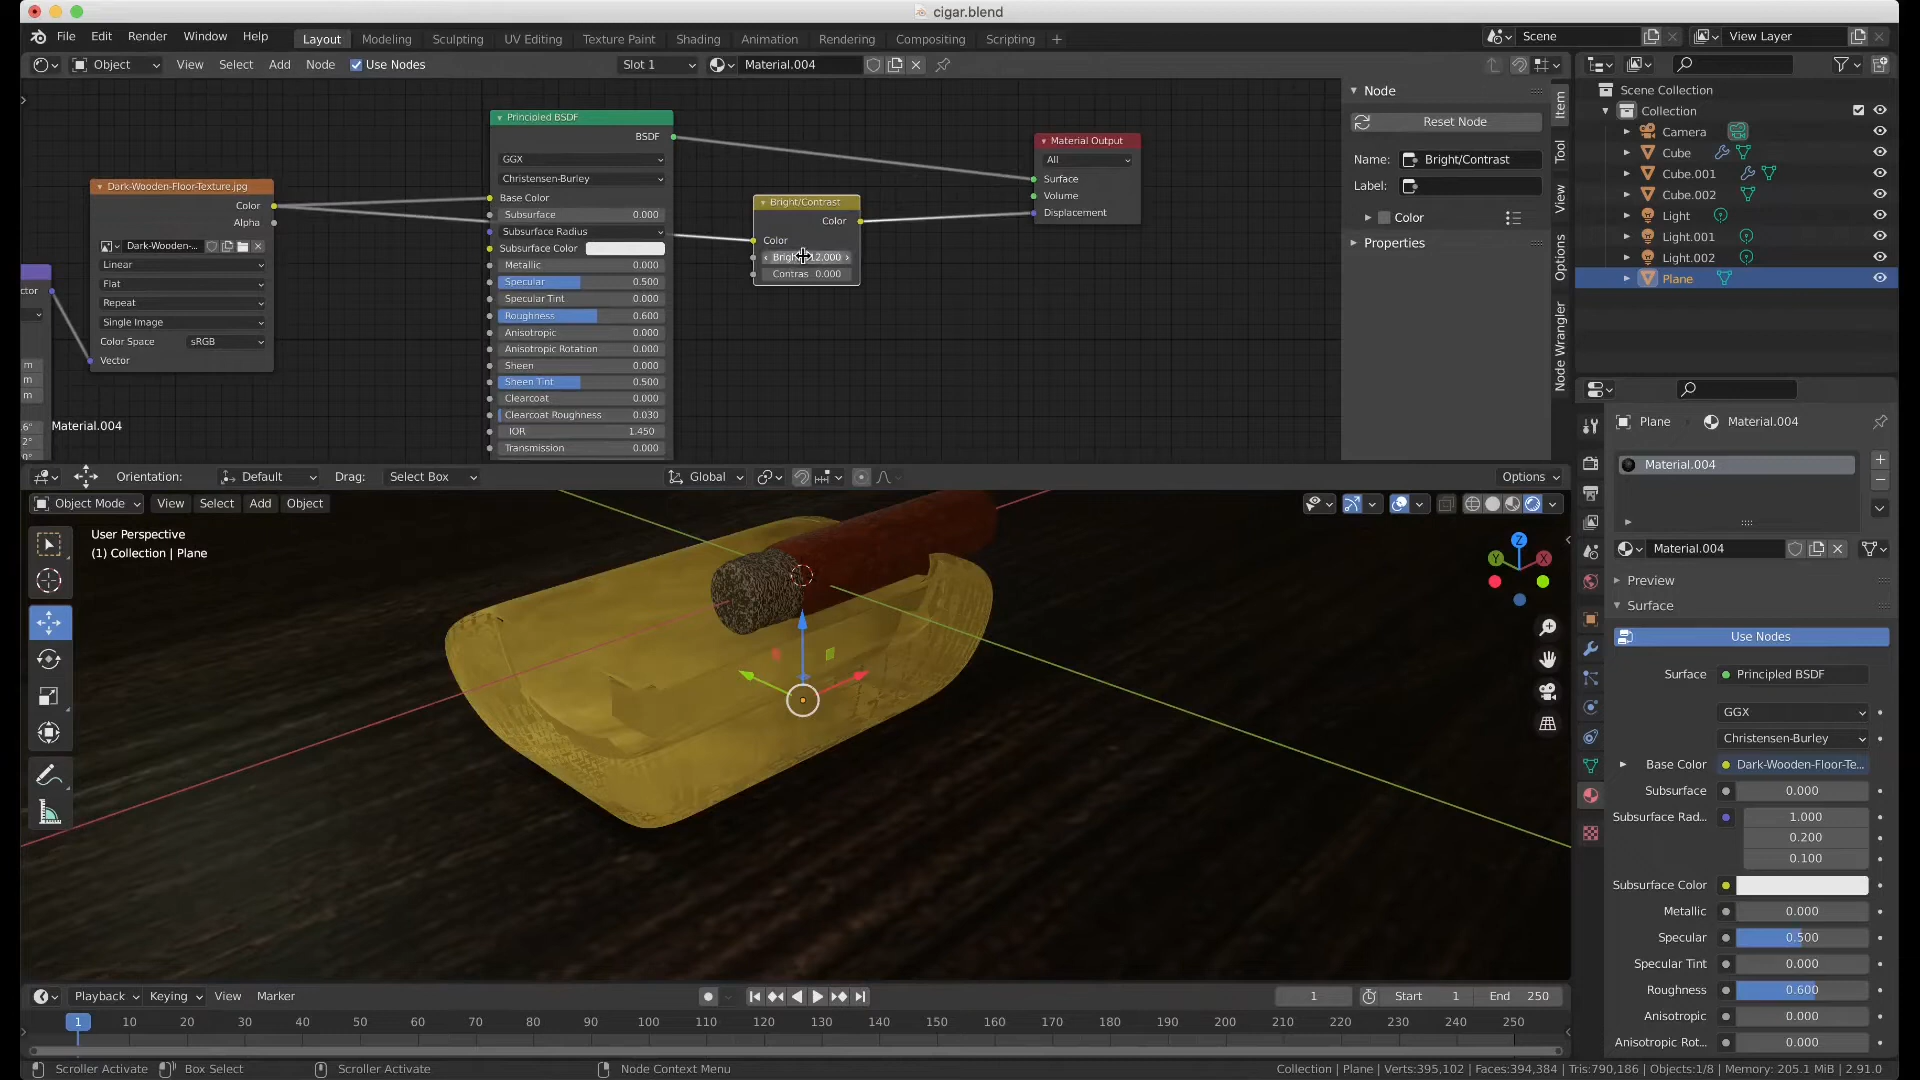 cigar.blend
File Edit Render Window Help Layout Modeling Sculpting UV Editing Texture Paint Shading Animation Rendering Compositing Scripting + Scene View Layer
Object View Select Add Node Use Nodes Slot 1 Material.004
Principled BSDF
BSDF
GGX
Christensen-Burley
Base Color
Subsurface 0.000
Subsurface Radius
Subsurface Color
Metallic 0.000
Specular 0.500
Specular Tint 0.000
Roughness 0.600
Anisotropic 0.000
Anisotropic Rotation 0.000
Sheen 0.000
Sheen Tint 0.500
Clearcoat 0.000
Clearcoat Roughness 0.030
IOR 1.450
Transmission 0.000
Dark-Wooden-Floor-Texture.jpg
Color
Alpha
Dark-Wooden-...
Linear
Flat
Repeat
Single Image
Color Space sRGB
Vector
Material.004
Bright/Contrast
Color
Color
12.000
Contras 0.000
Material Output
All
Surface
Volume
Displacement
Node
Reset Node
Name: Bright/Contrast
Label:
Color
Properties
Item
Tool
View
Options
Node Wrangler
Scene Collection
Collection
Camera
Cube
Cube.001
Cube.002
Light
Light.001
Light.002
Plane
Orientation: Default Drag: Select Box Global Options
Object Mode View Select Add Object
User Perspective
(1) Collection | Plane
Z
Y
X
Plane Material.004
Material.004
Material.004
Preview
Surface
Use Nodes
Surface Principled BSDF
GGX
Christensen-Burley
Base Color Dark-Wooden-Floor-Te...
Subsurface 0.000
Subsurface Rad... 1.000
0.200
0.100
Subsurface Color
Metallic 0.000
Specular 0.500
Specular Tint 0.000
Roughness 0.600
Anisotropic 0.000
Anisotropic Rot... 0.000
Playback Keying View Marker 1 Start 1 End 250
1 10 20 30 40 50 60 70 80 90 100 110 120 130 140 150 160 170 180 190 200 210 220 230 240 250
Scroller Activate Box Select Scroller Activate Node Context Menu Collection | Plane | Verts:395,102 | Faces:394,384 | Tris:790,186 | Objects:1/8 | Memory: 205.1 MiB | 2.91.0